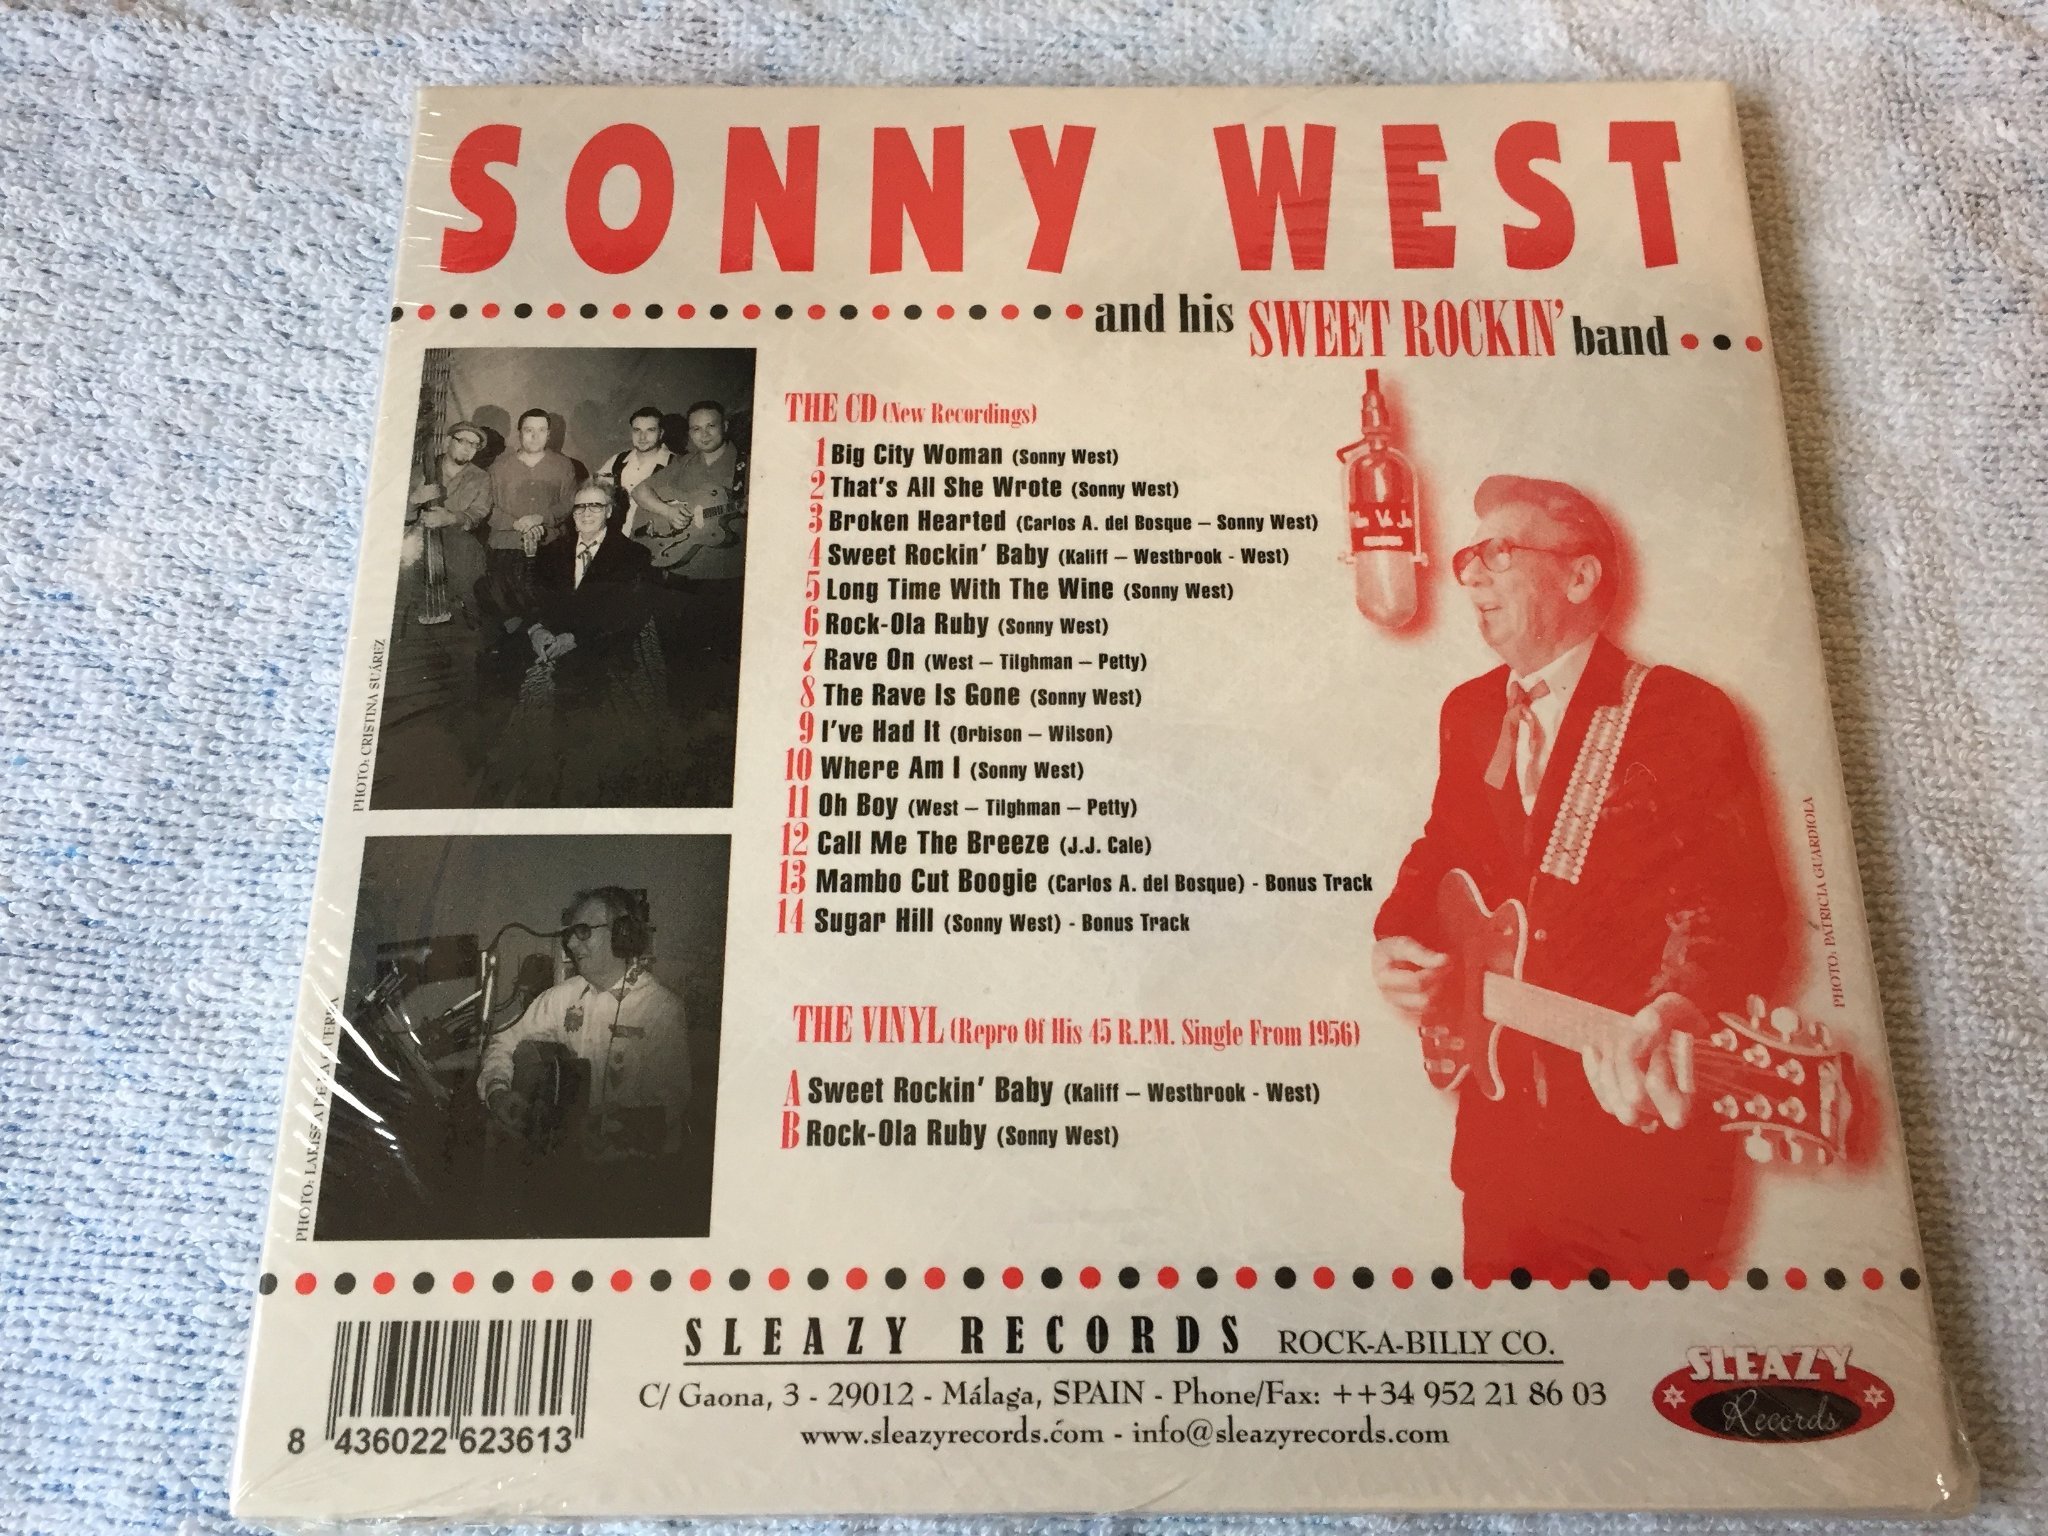 SONNY WEST
and his SWEET ROCKIN' band
THE CD (New Recordings)
1 Big City Woman (Sonny West)
2 That's All She Wrote (Sonny West)
3 Broken Hearted (Carlos A. del Bosque – Sonny West)
4 Sweet Rockin' Baby (Kaliff – Westbrook - West)
5 Long Time With The Wine (Sonny West)
6 Rock-Ola Ruby (Sonny West)
7 Rave On (West – Tilghman – Petty)
8 The Rave Is Gone (Sonny West)
9 I've Had It (Orbison – Wilson)
10 Where Am I (Sonny West)
11 Oh Boy (West – Tilghman – Petty)
12 Call Me The Breeze (J.J. Cale)
13 Mambo Cut Boogie (Carlos A. del Bosque) - Bonus Track
14 Sugar Hill (Sonny West) - Bonus Track
THE VINYL (Repro Of His 45 R.P.M. Single From 1956)
A Sweet Rockin' Baby (Kaliff – Westbrook - West)
B Rock-Ola Ruby (Sonny West)
PHOTO: CRISTINA SUÁREZ
PHOTO:
PHOTO: PATRICIA GUARDIOLA
SLEAZY RECORDS ROCK-A-BILLY CO.
C/ Gaona, 3 - 29012 - Málaga, SPAIN - Phone/Fax: ++34 952 21 86 03
www.sleazyrecords.com - info@sleazyrecords.com
8 436022 623613
SLEAZY
Records